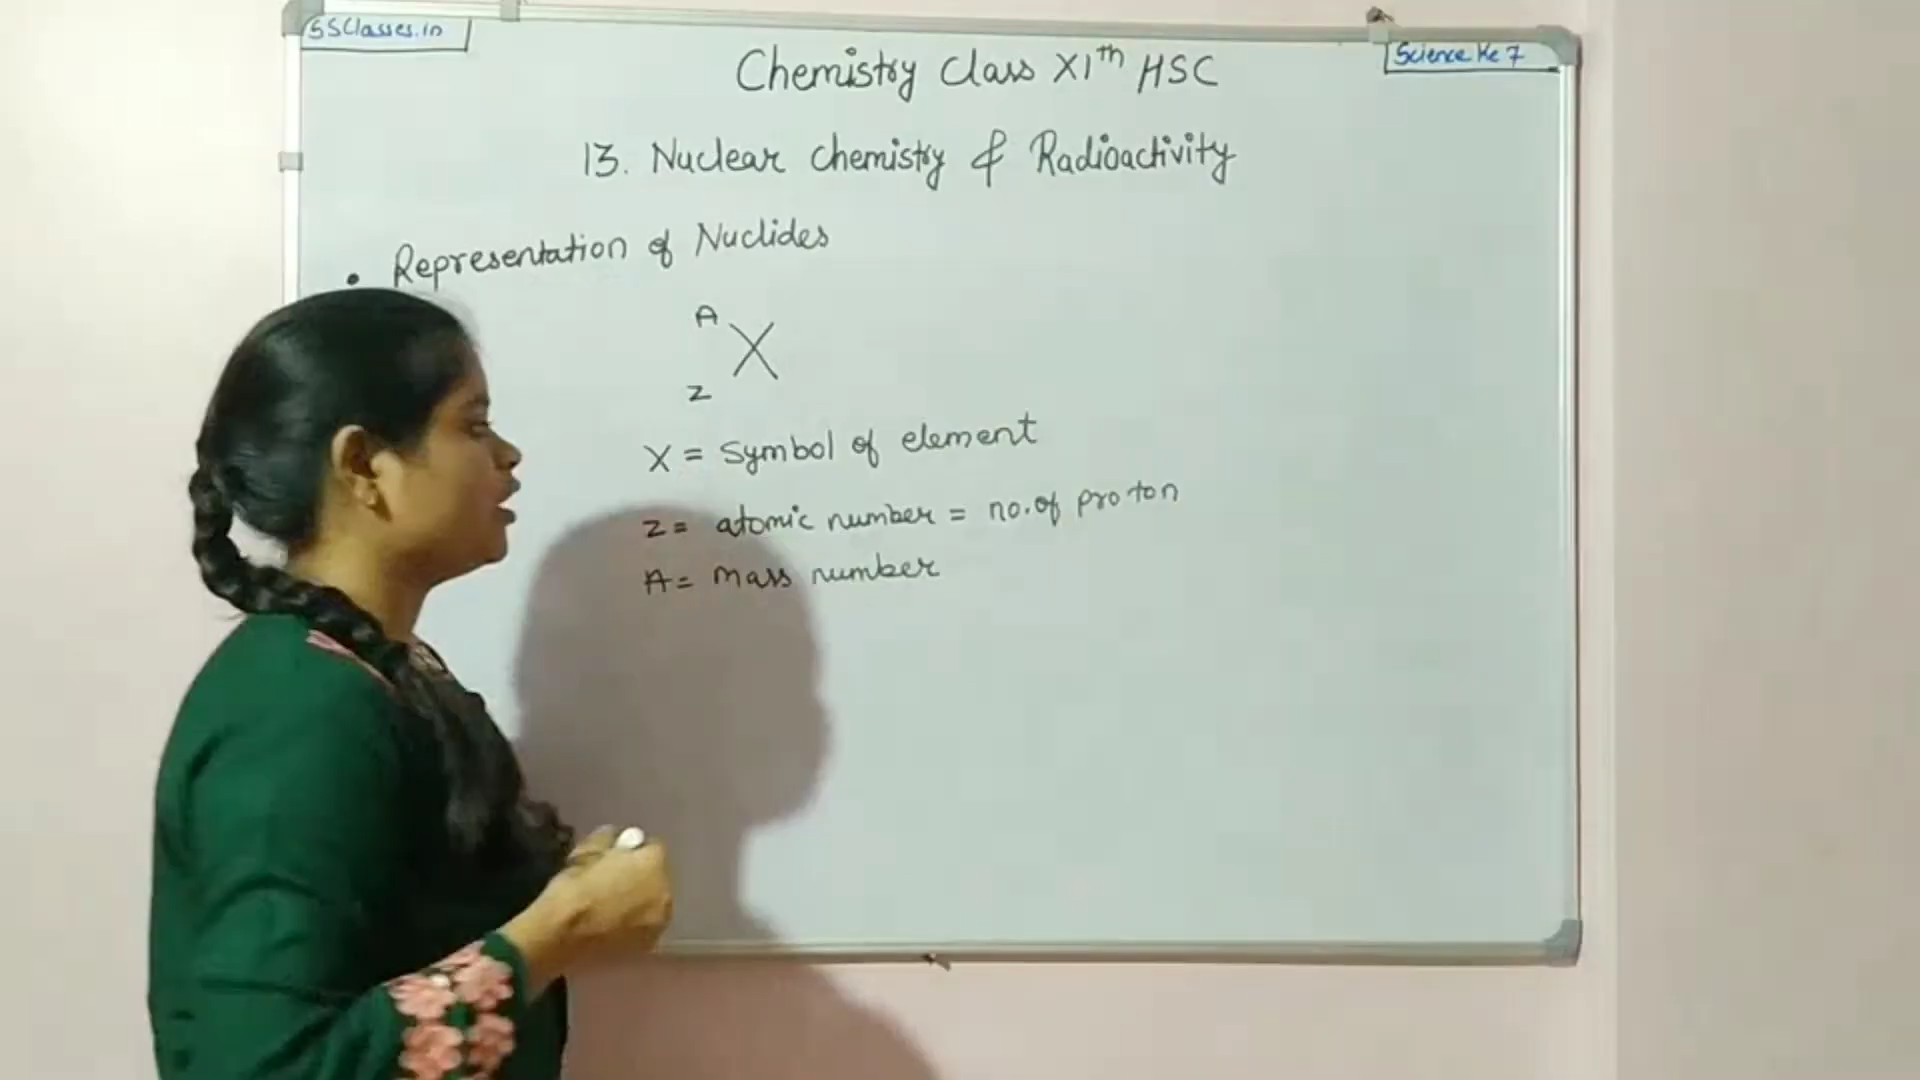 SSClasses.in
Science Ke 7
Chemistry Class XIth HSC
13. Nuclear chemistry & Radioactivity
• Representation of Nuclides
A
X
Z
X = Symbol of element
Z = atomic number = no. of proton
A = mass number